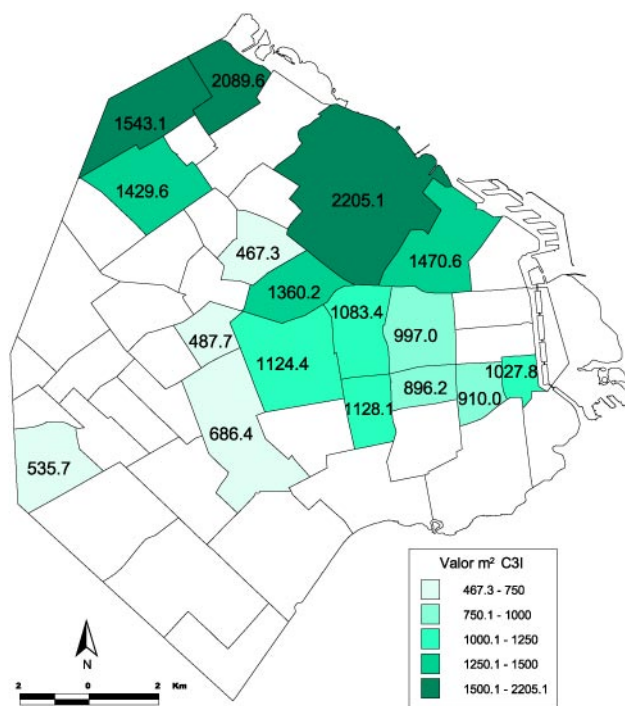 2089.6
1543.1
1429.6
2205.1
467.3
1470.6
1360.2
1083.4
997.0
487.7
1124.4
1027.8
896.2
910.0
1128.1
686.4
535.7
Valor m² C3I
467.3 - 750
750.1 - 1000
1000.1 - 1250
1250.1 - 1500
1500.1 - 2205.1
N
2 0 2 Km